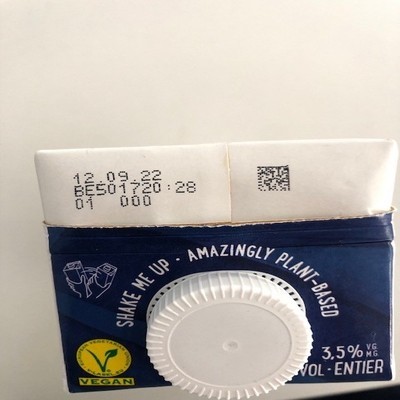 12.09.22
BE501720:28
01 000
SHAKE ME UP · AMAZINGLY PLANT-BASED
3,5% VG MG
VOL · ENTIER
VEGAN